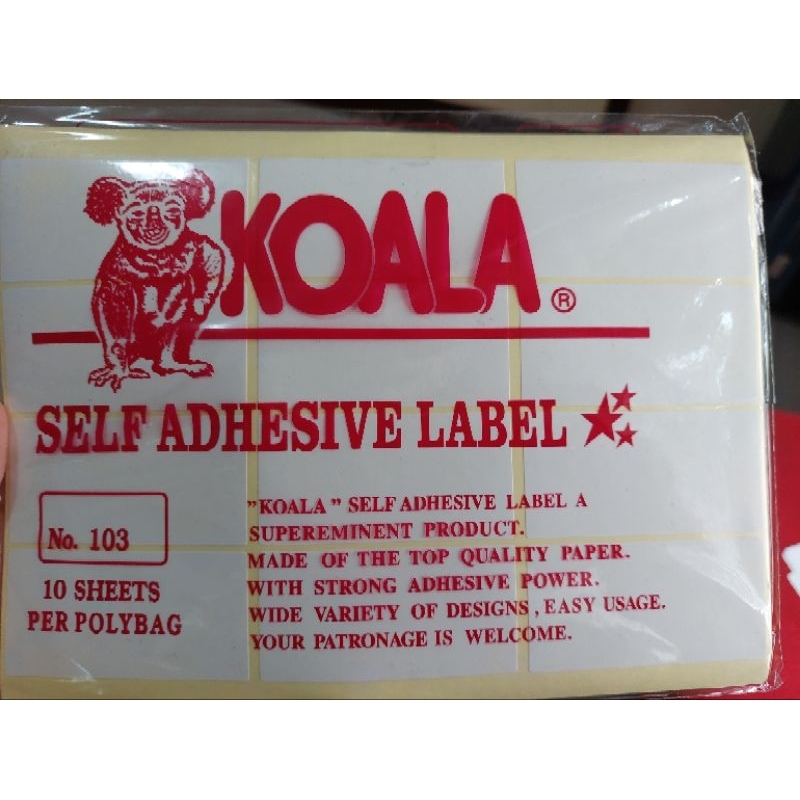 KOALA ®
SELF ADHESIVE LABEL
No. 103
10 SHEETS
PER POLYBAG
"KOALA" SELF ADHESIVE LABEL A
SUPEREMINENT PRODUCT.
MADE OF THE TOP QUALITY PAPER.
WITH STRONG ADHESIVE POWER.
WIDE VARIETY OF DESIGNS, EASY USAGE.
YOUR PATRONAGE IS WELCOME.